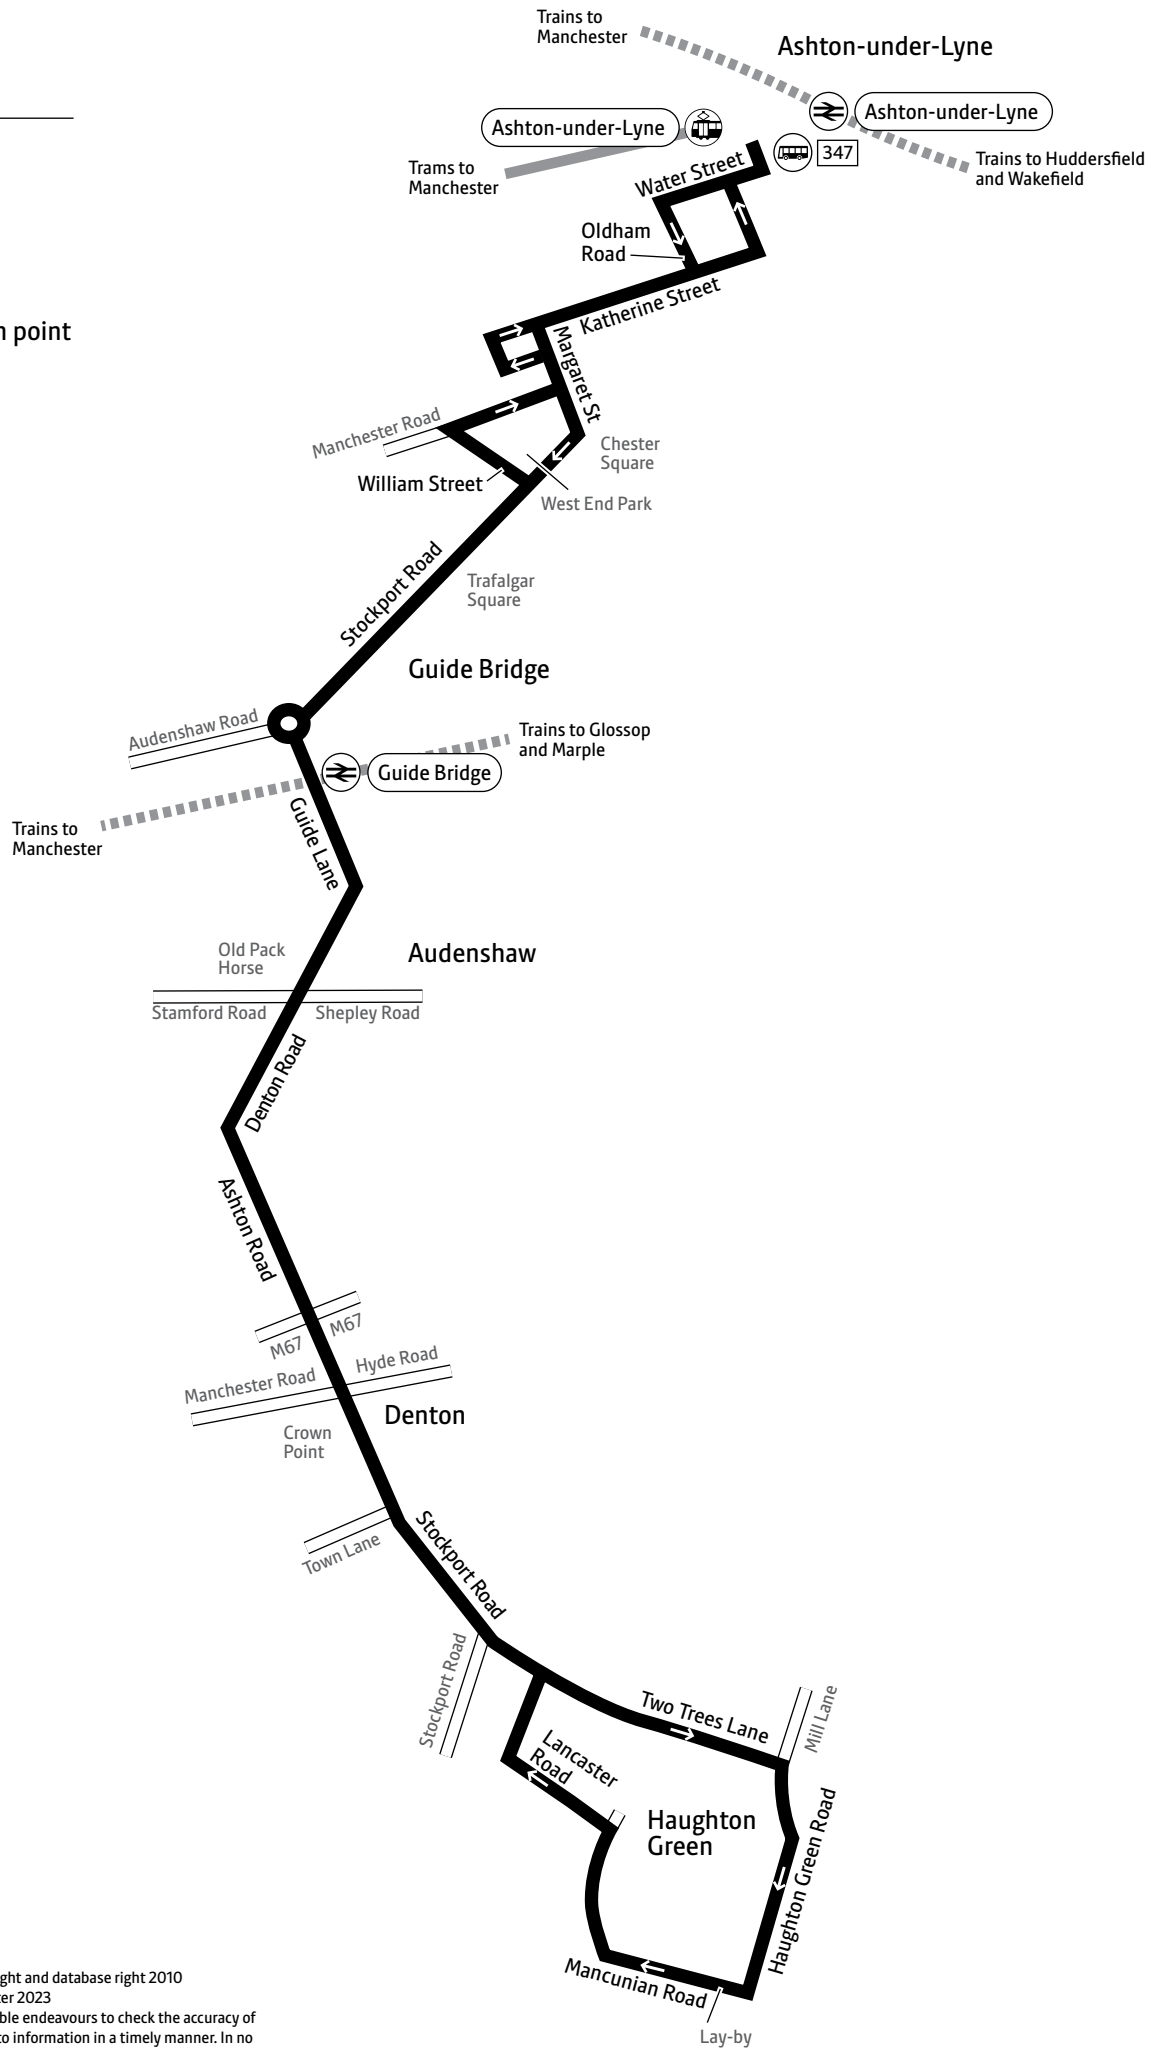 Trains to
Manchester
Ashton-under-Lyne
Ashton-under-Lyne
Ashton-under-Lyne
347
Trams to
Manchester
Trains to Huddersfield
and Wakefield
Water Street
Oldham
Road
Katherine Street
n point
Margaret St
Manchester Road
Chester
Square
William Street
West End Park
Stockport Road
Trafalgar
Square
Guide Bridge
Audenshaw Road
Trains to Glossop
and Marple
Guide Bridge
Trains to
Manchester
Guide Lane
Old Pack
Horse
Audenshaw
Stamford Road
Shepley Road
Denton Road
Ashton Road
M67
M67
Hyde Road
Manchester Road
Denton
Crown
Point
Stockport Road
Town Lane
Stockport Road
Two Trees Lane
Mill Lane
Lancaster
Road
Haughton
Green
Haughton Green Road
Mancunian Road
Lay-by
ght and database right 2010
ter 2023
ble endeavours to check the accuracy of
to information in a timely manner. In no